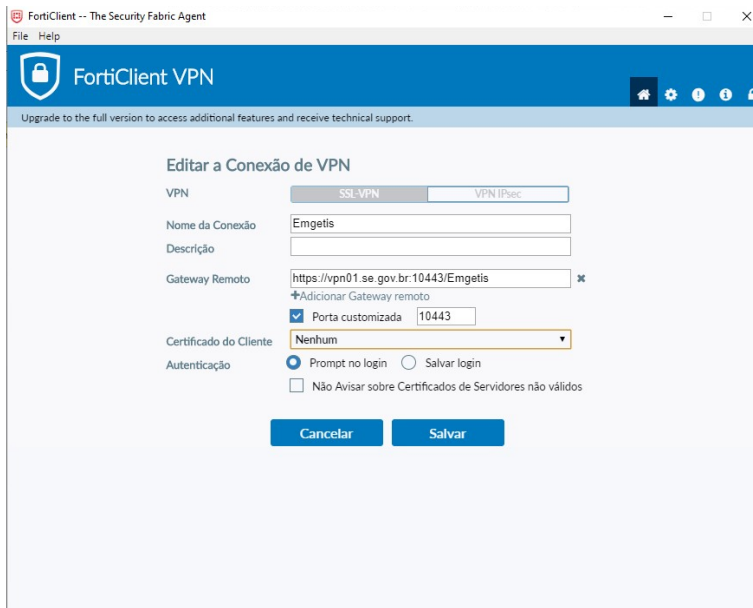 FortiClient -- The Security Fabric Agent
File Help
FortiClient VPN
Upgrade to the full version to access additional features and receive technical support.
Editar a Conexão de VPN
VPN SSL-VPN VPN IPsec
Nome da Conexão Emgetis
Descrição
Gateway Remoto https://vpn01.se.gov.br:10443/Emgetis
+Adicionar Gateway remoto
Porta customizada 10443
Certificado do Cliente Nenhum
Autenticação Prompt no login Salvar login
Não Avisar sobre Certificados de Servidores não válidos
Cancelar Salvar